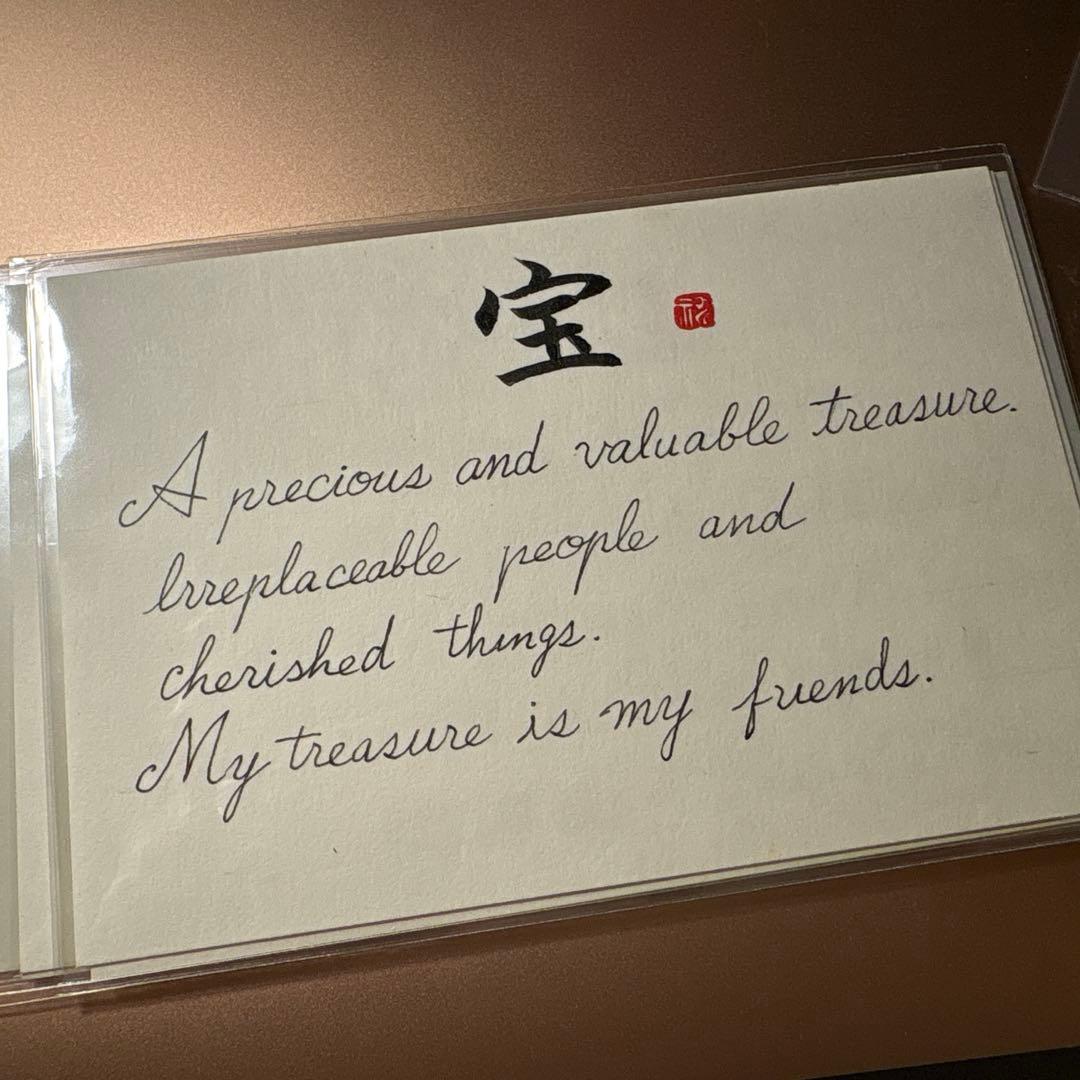 宝
A precious and valuable treasure.
Irreplaceable people and
cherished things.
My treasure is my friends.